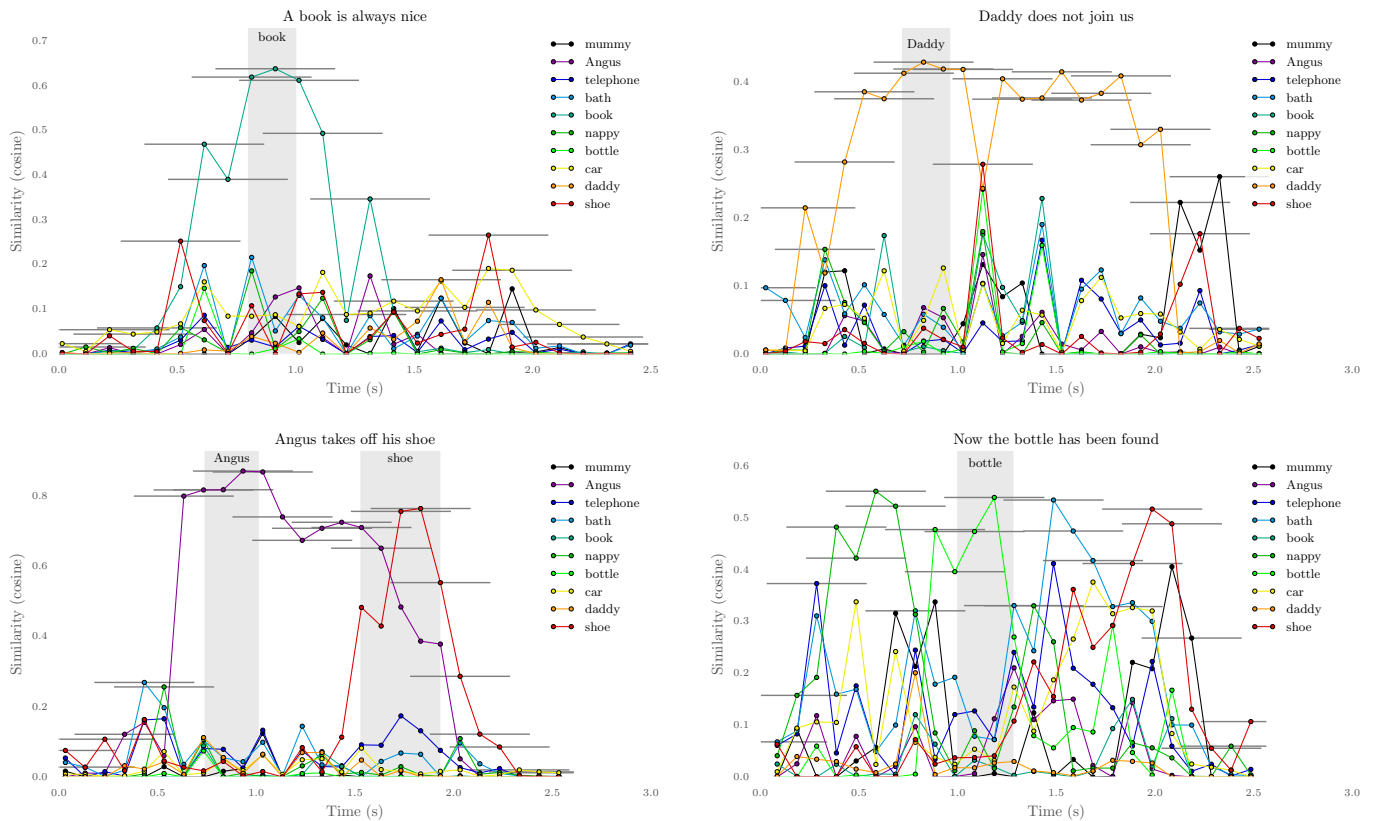 A book is always nice
book
Similarity (cosine)
0.7
0.6
0.5
0.4
0.3
0.2
0.1
0.0
0.0 0.5 1.0 1.5 2.0 2.5
Time (s)
mummy
Angus
telephone
bath
book
nappy
bottle
car
daddy
shoe
Daddy does not join us
Daddy
Similarity (cosine)
0.4
0.3
0.2
0.1
0.0
0.0 0.5 1.0 1.5 2.0 2.5 3.0
Time (s)
mummy
Angus
telephone
bath
book
nappy
bottle
car
daddy
shoe
Angus takes off his shoe
Angus shoe
Similarity (cosine)
0.8
0.6
0.4
0.2
0.0
0.0 0.5 1.0 1.5 2.0 2.5 3.0
Time (s)
mummy
Angus
telephone
bath
book
nappy
bottle
car
daddy
shoe
Now the bottle has been found
bottle
Similarity (cosine)
0.6
0.5
0.4
0.3
0.2
0.1
0.0
0.0 0.5 1.0 1.5 2.0 2.5 3.0
Time (s)
mummy
Angus
telephone
bath
book
nappy
bottle
car
daddy
shoe